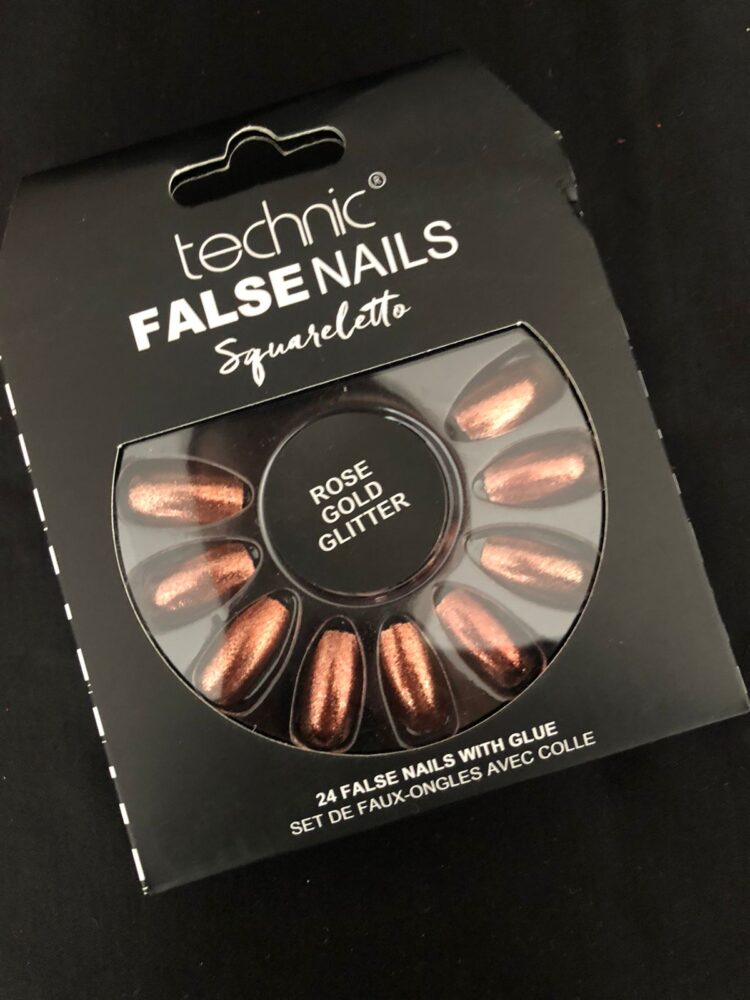 technic®
FALSE NAILS
Squareletto
ROSE
GOLD
GLITTER
24 FALSE NAILS WITH GLUE
SET DE FAUX-ONGLES AVEC COLLE